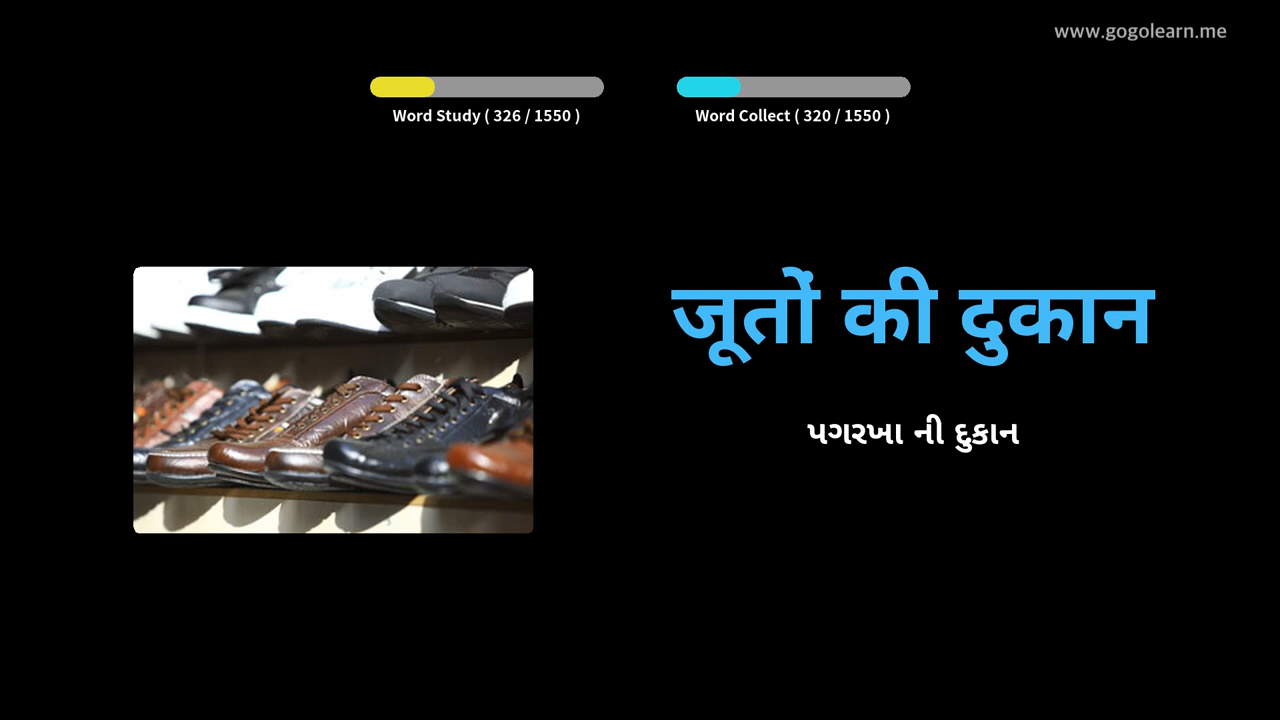 www.gogolearn.me
Word Study ( 326 / 1550 )
Word Collect ( 320 / 1550 )
जूतों की दुकान
પગરખા ની દુકાન